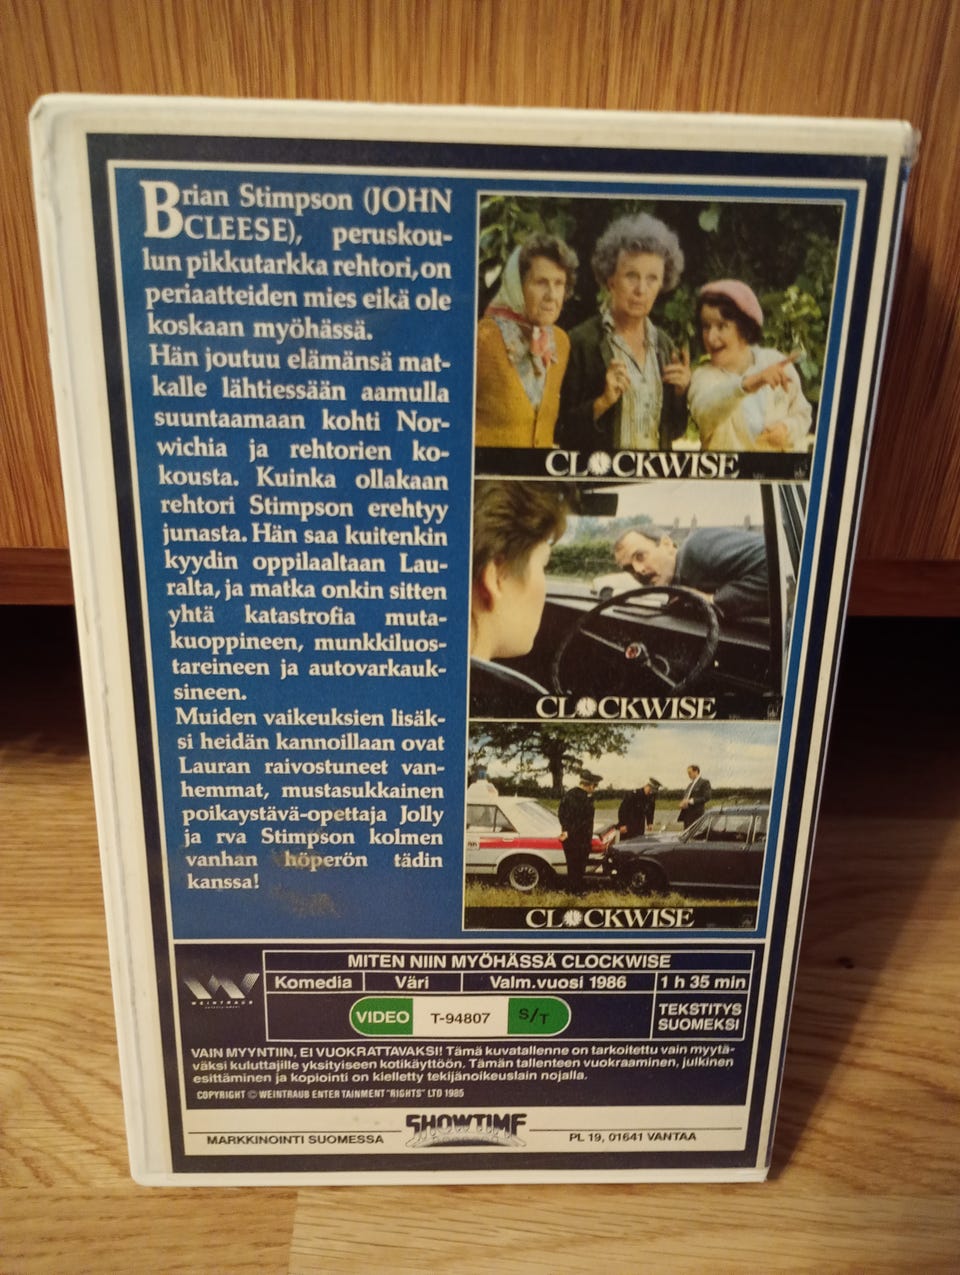 Brian Stimpson (JOHN
CLEESE), peruskou-
lun pikkutarkka rehtori, on
periaatteiden mies eikä ole
koskaan myöhässä.
Hän joutuu elämänsä mat-
kalle lähtiessään aamulla
suuntaamaan kohti Nor-
wichia ja rehtorien ko-
kousta. Kuinka ollakaan
rehtori Stimpson erehtyy
junasta. Hän saa kuitenkin
kyydin oppilaaltaan Lau-
ralta, ja matka onkin sitten
yhtä katastrofia muta-
kuoppineen, munkkiluos-
tareineen ja autovarkauk-
sineen.
Muiden vaikeuksien lisäk-
si heidän kannoillaan ovat
Lauran raivostuneet van-
hemmat, mustasukkainen
poikaystävä-opettaja Jolly
ja rva Stimpson kolmen
vanhan höperön tädin
kanssa!
CLOCKWISE
CLOCKWISE
CLOCKWISE
WEINTRAUB
MITEN NIIN MYÖHÄSSÄ CLOCKWISE
Komedia Väri Valm.vuosi 1986 1 h 35 min
VIDEO T-94807 S/T
TEKSTITYS
SUOMEKSI
VAIN MYYNTIIN, EI VUOKRATTAVAKSI! Tämä kuvatallenne on tarkoitettu vain myytä-
väksi kuluttajille yksityiseen kotikäyttöön. Tämän tallenteen vuokraaminen, julkinen
esittäminen ja kopiointi on kielletty tekijänoikeuslain nojalla.
COPYRIGHT © WEINTRAUB ENTERTAINMENT "RIGHTS" LTD 1985
MARKKINOINTI SUOMESSA SHOWTIME PL 19, 01641 VANTAA